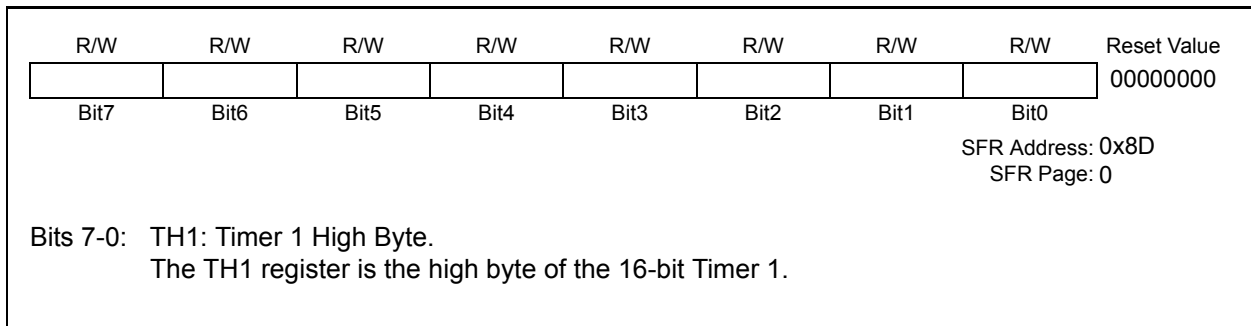 R/W R/W R/W R/W R/W R/W R/W R/W Reset Value
00000000
Bit7 Bit6 Bit5 Bit4 Bit3 Bit2 Bit1 Bit0
SFR Address: 0x8D
SFR Page: 0
Bits 7-0: TH1: Timer 1 High Byte.
The TH1 register is the high byte of the 16-bit Timer 1.